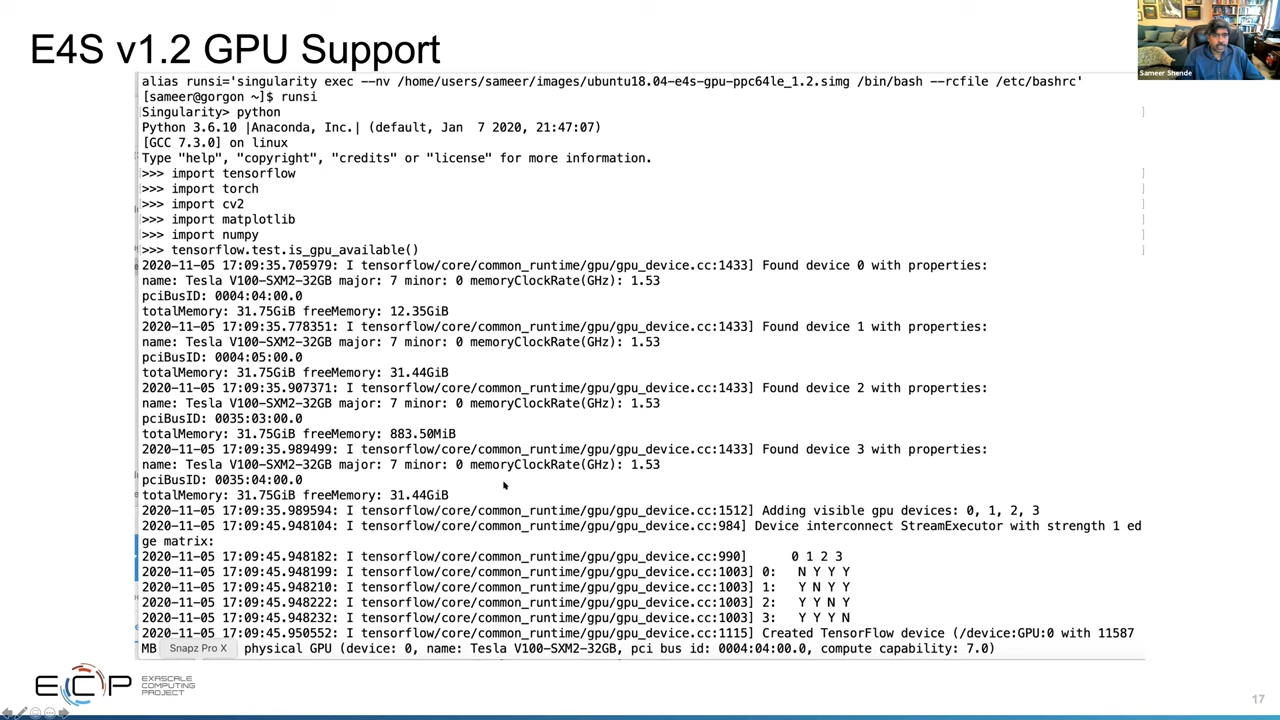 E4S v1.2 GPU Support
Sameer Shende
alias runsi='singularity exec --nv /home/users/sameer/images/ubuntu18.04-e4s-gpu-ppc64le_1.2.simg /bin/bash --rcfile /etc/bashrc'
[sameer@gorgon ~]$ runsi
Singularity> python
Python 3.6.10 |Anaconda, Inc.| (default, Jan  7 2020, 21:47:07)
[GCC 7.3.0] on linux
Type "help", "copyright", "credits" or "license" for more information.
>>> import tensorflow
>>> import torch
>>> import cv2
>>> import matplotlib
>>> import numpy
>>> tensorflow.test.is_gpu_available()
2020-11-05 17:09:35.705979: I tensorflow/core/common_runtime/gpu/gpu_device.cc:1433] Found device 0 with properties:
name: Tesla V100-SXM2-32GB major: 7 minor: 0 memoryClockRate(GHz): 1.53
pciBusID: 0004:04:00.0
totalMemory: 31.75GiB freeMemory: 12.35GiB
2020-11-05 17:09:35.778351: I tensorflow/core/common_runtime/gpu/gpu_device.cc:1433] Found device 1 with properties:
name: Tesla V100-SXM2-32GB major: 7 minor: 0 memoryClockRate(GHz): 1.53
pciBusID: 0004:05:00.0
totalMemory: 31.75GiB freeMemory: 31.44GiB
2020-11-05 17:09:35.907371: I tensorflow/core/common_runtime/gpu/gpu_device.cc:1433] Found device 2 with properties:
name: Tesla V100-SXM2-32GB major: 7 minor: 0 memoryClockRate(GHz): 1.53
pciBusID: 0035:03:00.0
totalMemory: 31.75GiB freeMemory: 883.50MiB
2020-11-05 17:09:35.989499: I tensorflow/core/common_runtime/gpu/gpu_device.cc:1433] Found device 3 with properties:
name: Tesla V100-SXM2-32GB major: 7 minor: 0 memoryClockRate(GHz): 1.53
pciBusID: 0035:04:00.0
totalMemory: 31.75GiB freeMemory: 31.44GiB
2020-11-05 17:09:35.989594: I tensorflow/core/common_runtime/gpu/gpu_device.cc:1512] Adding visible gpu devices: 0, 1, 2, 3
2020-11-05 17:09:45.948104: I tensorflow/core/common_runtime/gpu/gpu_device.cc:984] Device interconnect StreamExecutor with strength 1 ed
ge matrix:
2020-11-05 17:09:45.948182: I tensorflow/core/common_runtime/gpu/gpu_device.cc:990]      0 1 2 3
2020-11-05 17:09:45.948199: I tensorflow/core/common_runtime/gpu/gpu_device.cc:1003] 0:   N Y Y Y
2020-11-05 17:09:45.948210: I tensorflow/core/common_runtime/gpu/gpu_device.cc:1003] 1:   Y N Y Y
2020-11-05 17:09:45.948222: I tensorflow/core/common_runtime/gpu/gpu_device.cc:1003] 2:   Y Y N Y
2020-11-05 17:09:45.948232: I tensorflow/core/common_runtime/gpu/gpu_device.cc:1003] 3:   Y Y Y N
2020-11-05 17:09:45.950552: I tensorflow/core/common_runtime/gpu/gpu_device.cc:1115] Created TensorFlow device (/device:GPU:0 with 11587
MB Snapz Pro X physical GPU (device: 0, name: Tesla V100-SXM2-32GB, pci bus id: 0004:04:00.0, compute capability: 7.0)
ECP
EXASCALE
COMPUTING
PROJECT
17